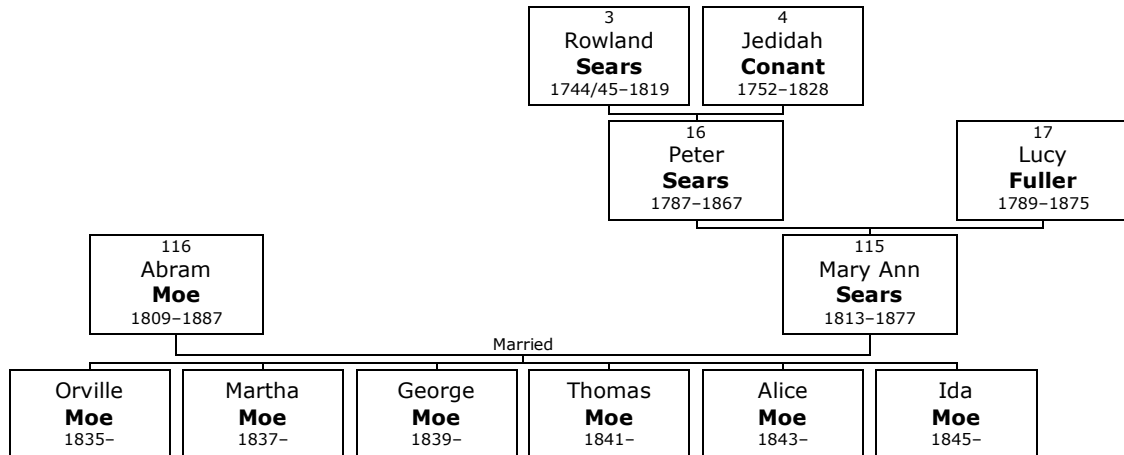 3
Rowland
Sears
1744/45–1819
4
Jedidah
Conant
1752–1828
16
Peter
Sears
1787–1867
17
Lucy
Fuller
1789–1875
116
Abram
Moe
1809–1887
115
Mary Ann
Sears
1813–1877
Married
Orville
Moe
1835–
Martha
Moe
1837–
George
Moe
1839–
Thomas
Moe
1841–
Alice
Moe
1843–
Ida
Moe
1845–